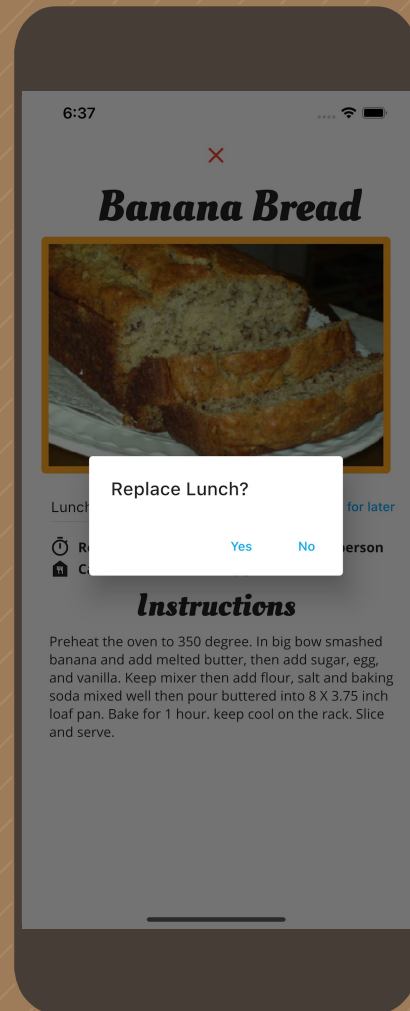 6:37
Banana Bread
Lunch
for later
Replace Lunch?
Yes No
person
Instructions
Preheat the oven to 350 degree. In big bow smashed
banana and add melted butter, then add sugar, egg,
and vanilla. Keep mixer then add flour, salt and baking
soda mixed well then pour buttered into 8 X 3.75 inch
loaf pan. Bake for 1 hour. keep cool on the rack. Slice
and serve.